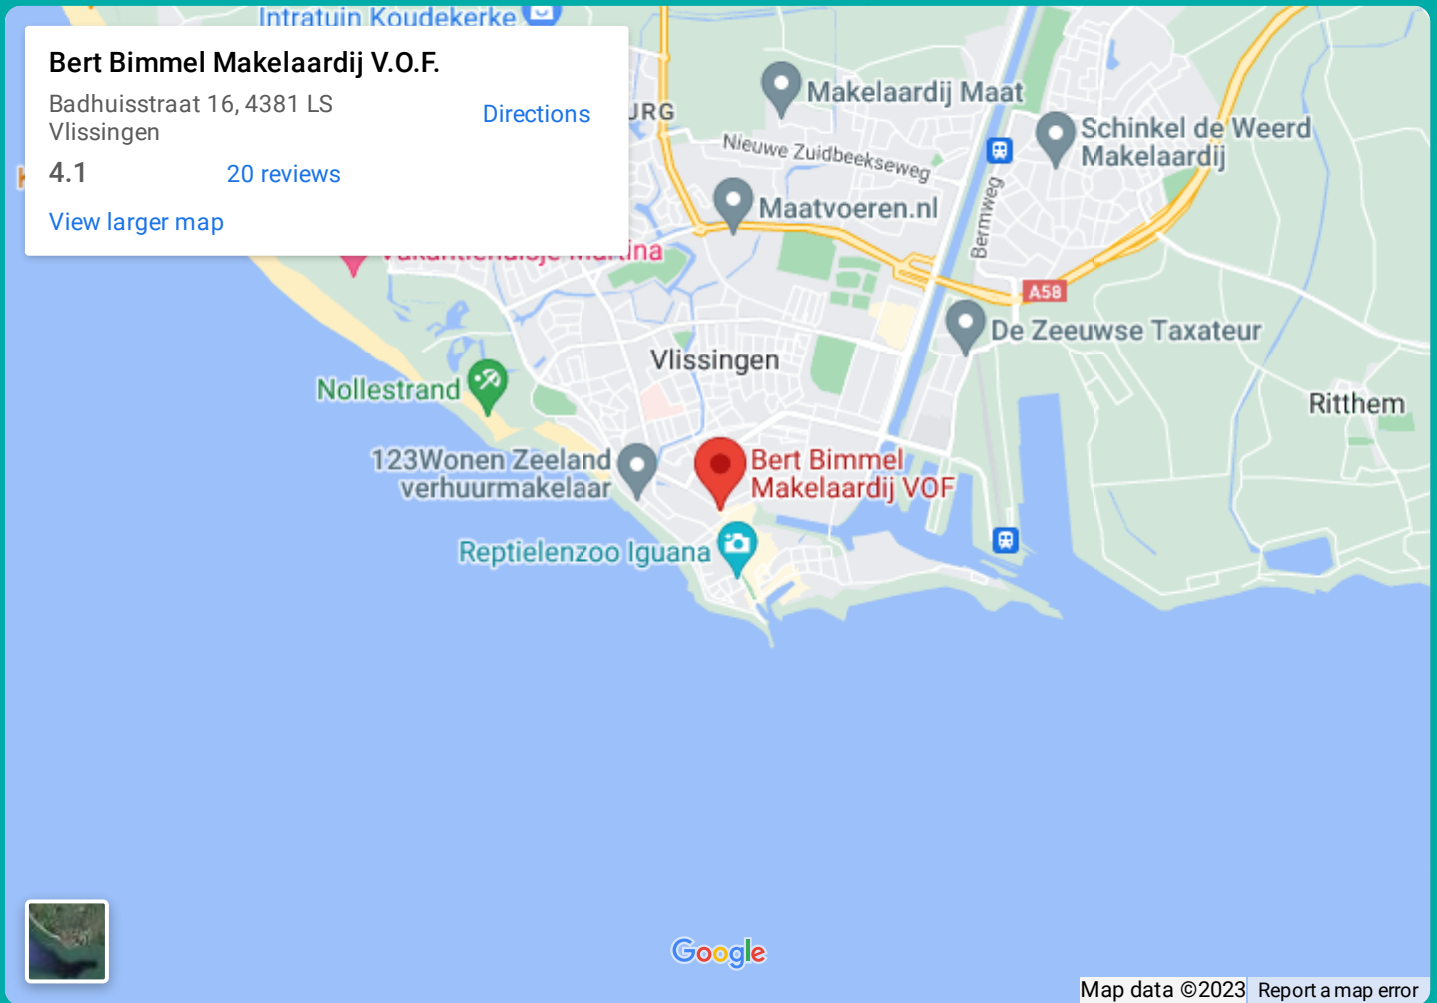 Intratuin Koudekerke
Bert Bimmel Makelaardij V.O.F.
Badhuisstraat 16, 4381 LS
Vlissingen
Directions
4.1
20 reviews
View larger map
Makelaardij Maat
Schinkel de Weerd
Makelaardij
Nieuwe Zuidbeekseweg
Maatvoeren.nl
Bermweg
A58
De Zeeuwse Taxateur
Vlissingen
Nollestrand
Ritthem
123Wonen Zeeland
verhuurmakelaar
Bert Bimmel
Makelaardij VOF
Reptielenzoo Iguana
Google
Map data ©2023
Report a map error